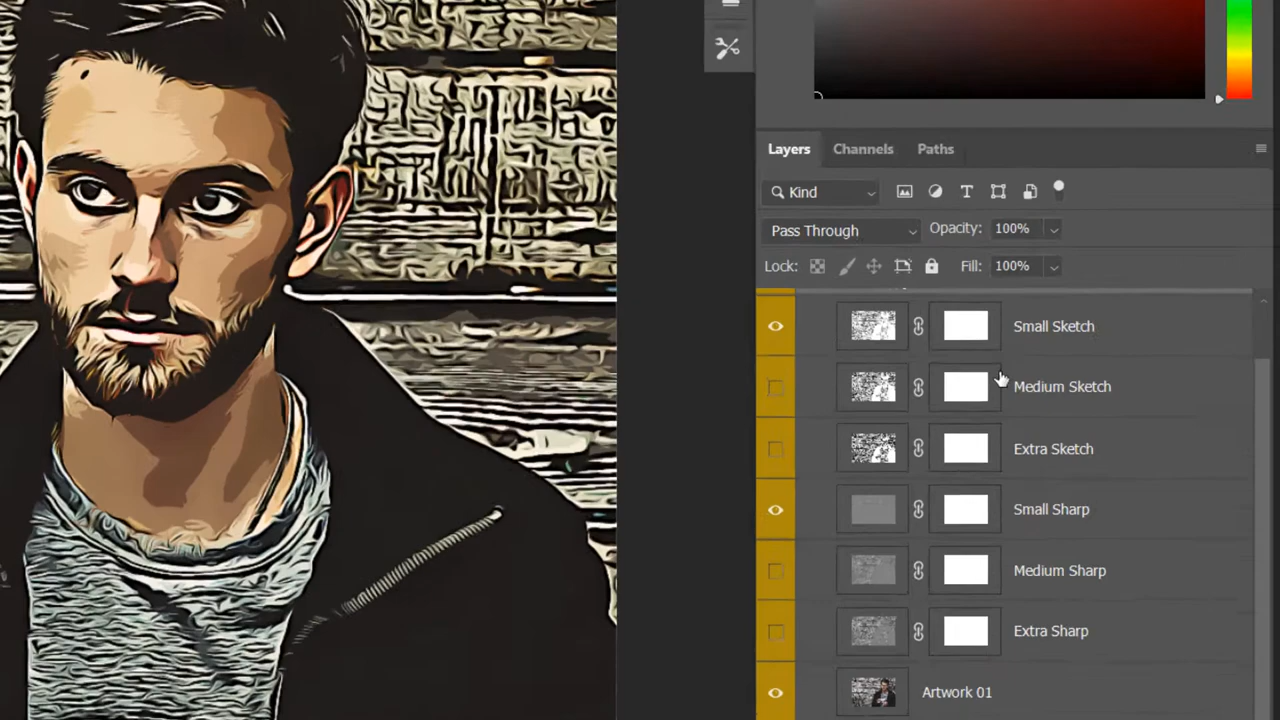 Layers Channels Paths
Kind
Pass Through Opacity: 100%
Lock: Fill: 100%
Small Sketch
Medium Sketch
Extra Sketch
Small Sharp
Medium Sharp
Extra Sharp
Artwork 01